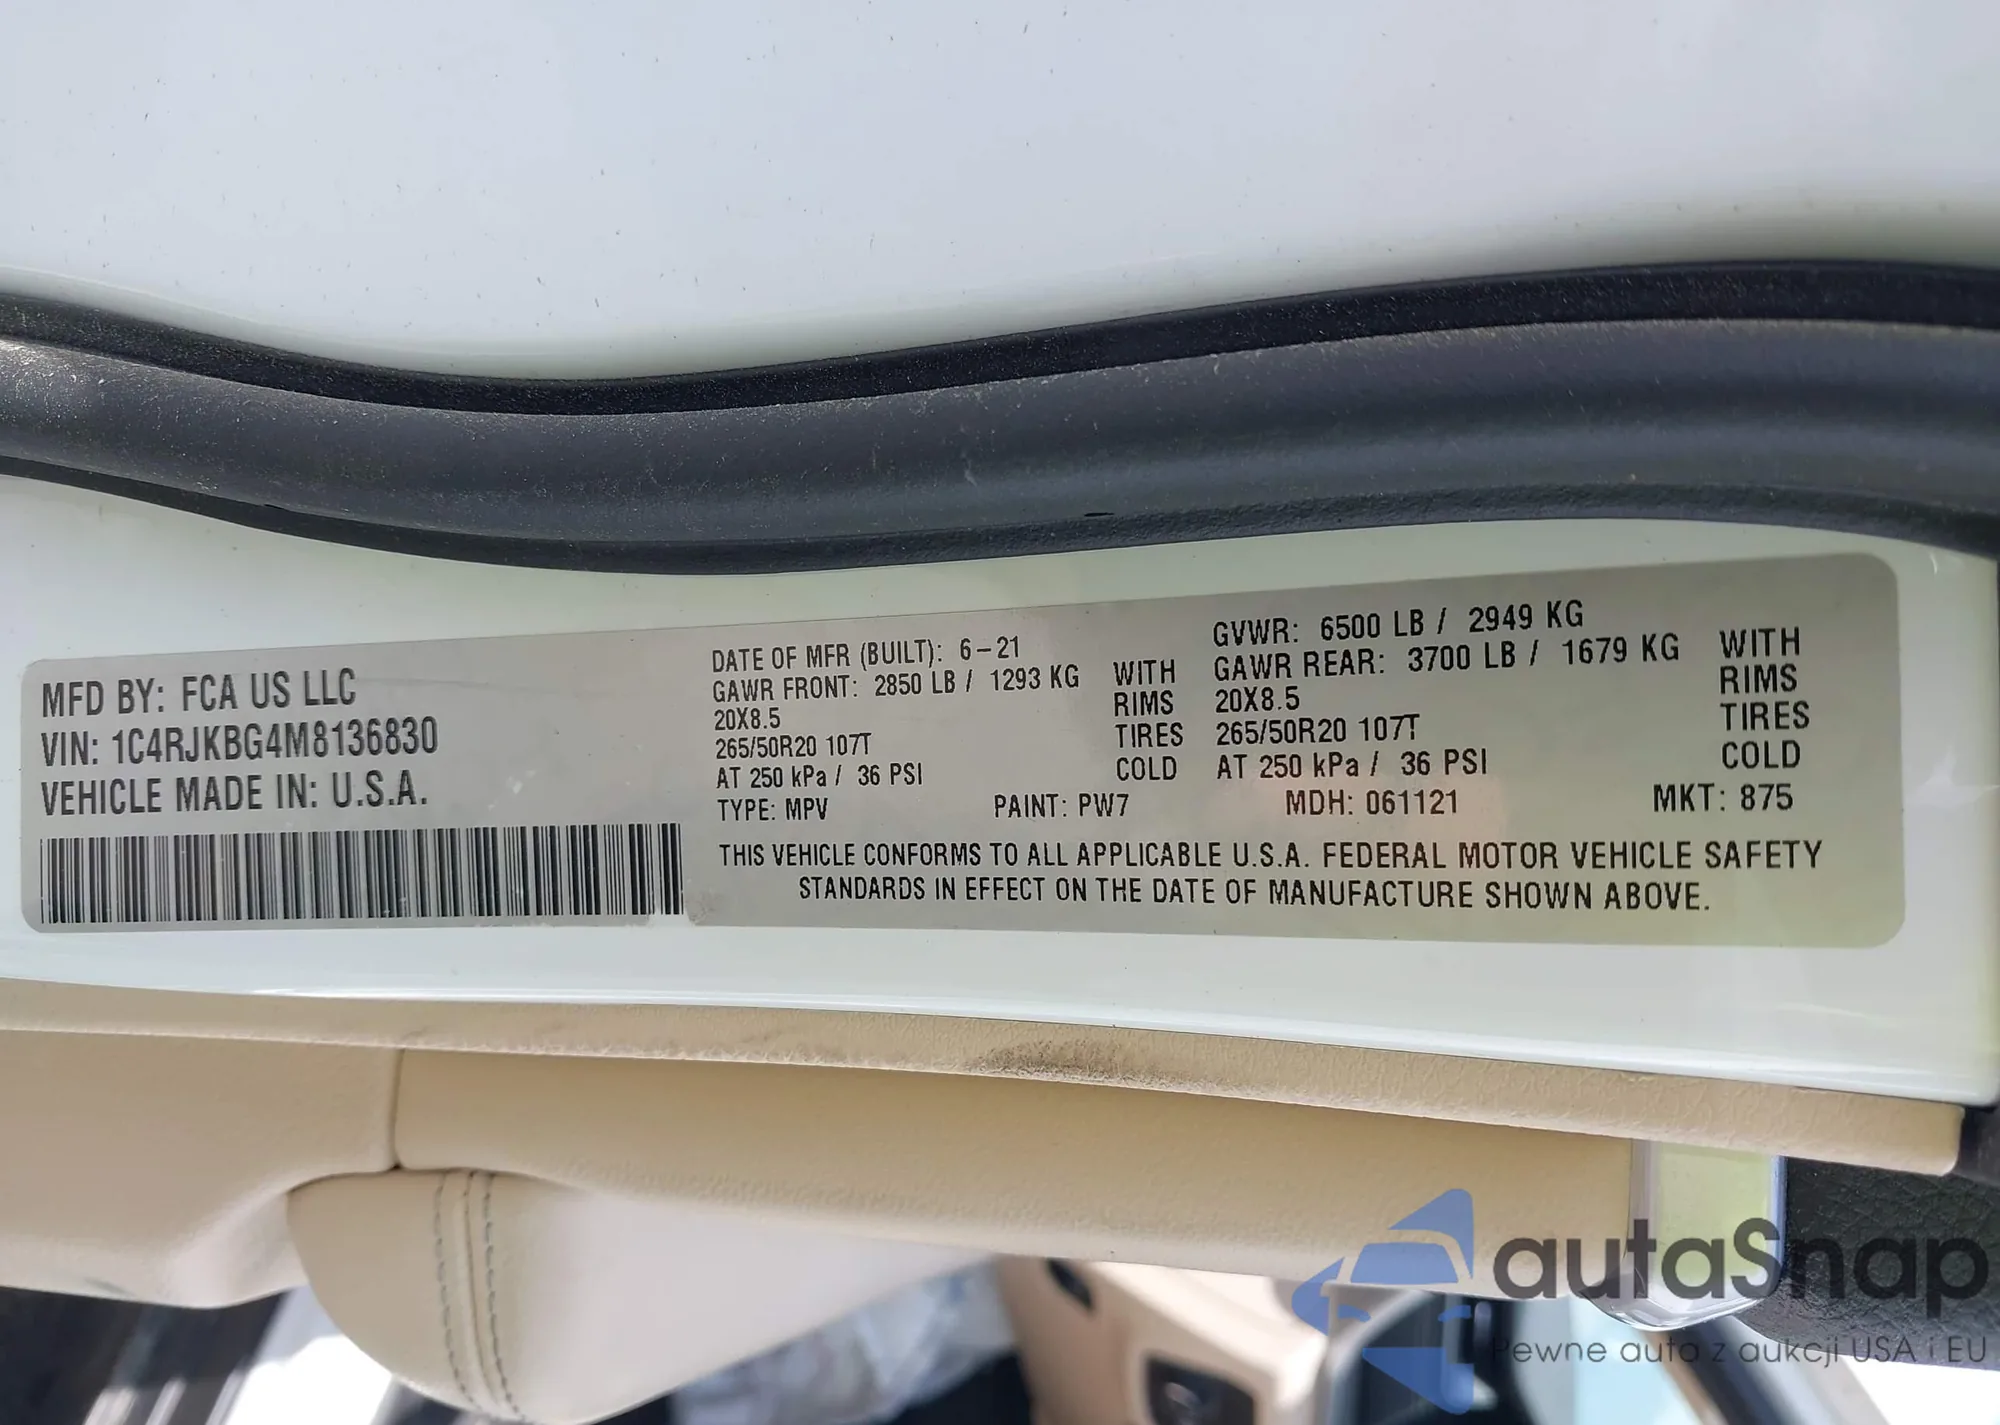 MFD BY: FCA US LLC
VIN: 1C4RJKBG4M8136830
VEHICLE MADE IN: U.S.A.
DATE OF MFR (BUILT): 6-21
GAWR FRONT: 2850 LB / 1293 KG WITH
20X8.5 RIMS
265/50R20 107T TIRES
AT 250 kPa / 36 PSI COLD
GVWR: 6500 LB / 2949 KG
GAWR REAR: 3700 LB / 1679 KG WITH
20X8.5 RIMS
265/50R20 107T TIRES
AT 250 kPa / 36 PSI COLD
TYPE: MPV PAINT: PW7 MDH: 061121 MKT: 875
THIS VEHICLE CONFORMS TO ALL APPLICABLE U.S.A. FEDERAL MOTOR VEHICLE SAFETY
STANDARDS IN EFFECT ON THE DATE OF MANUFACTURE SHOWN ABOVE.
autaSnap
Pewne auta z aukcji USA i EU